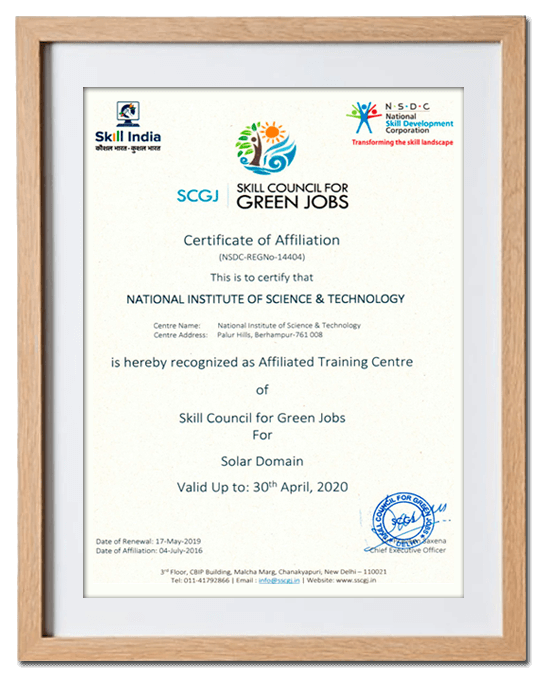 Skill India
कौशल भारत - कुशल भारत
N·S·D·C
National
Skill Development
Corporation
Transforming the skill landscape
SCGJ
SKILL COUNCIL FOR
GREEN JOBS
Certificate of Affiliation
(NSDC-REGNo-14404)
This is to certify that
NATIONAL INSTITUTE OF SCIENCE & TECHNOLOGY
Centre Name: National Institute of Science & Technology
Centre Address: Palur Hills, Berhampur-761 008
is hereby recognized as Affiliated Training Centre
of
Skill Council for Green Jobs
For
Solar Domain
Valid Up to: 30th April, 2020
SKILL COUNCIL FOR GREEN JOBS
SCGJ
DELHI
Saxena
Chief Executive Officer
Date of Renewal: 17-May-2019
Date of Affiliation: 04-July-2016
3rd Floor, CBIP Building, Malcha Marg, Chanakyapuri, New Delhi – 110021
Tel: 011-41792866 | Email : info@sscgj.in | Website: www.sscgj.in